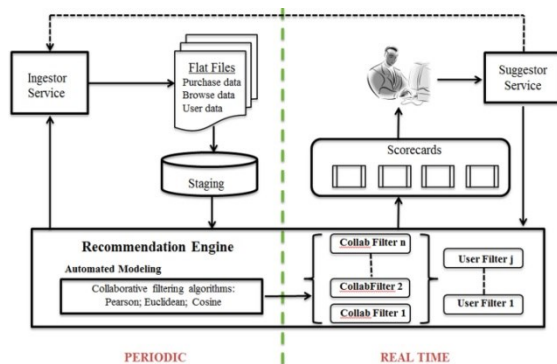 Ingestor
Service
Flat Files
Purchase data
Browse data
User data
Staging
Suggestor
Service
Scorecards
Recommendation Engine
Automated Modeling
Collaborative filtering algorithms:
Pearson; Euclidean; Cosine
Collab Filter n
CollabFilter 2
Collab Filter 1
User Filter j
User Filter 1
PERIODIC
REAL TIME